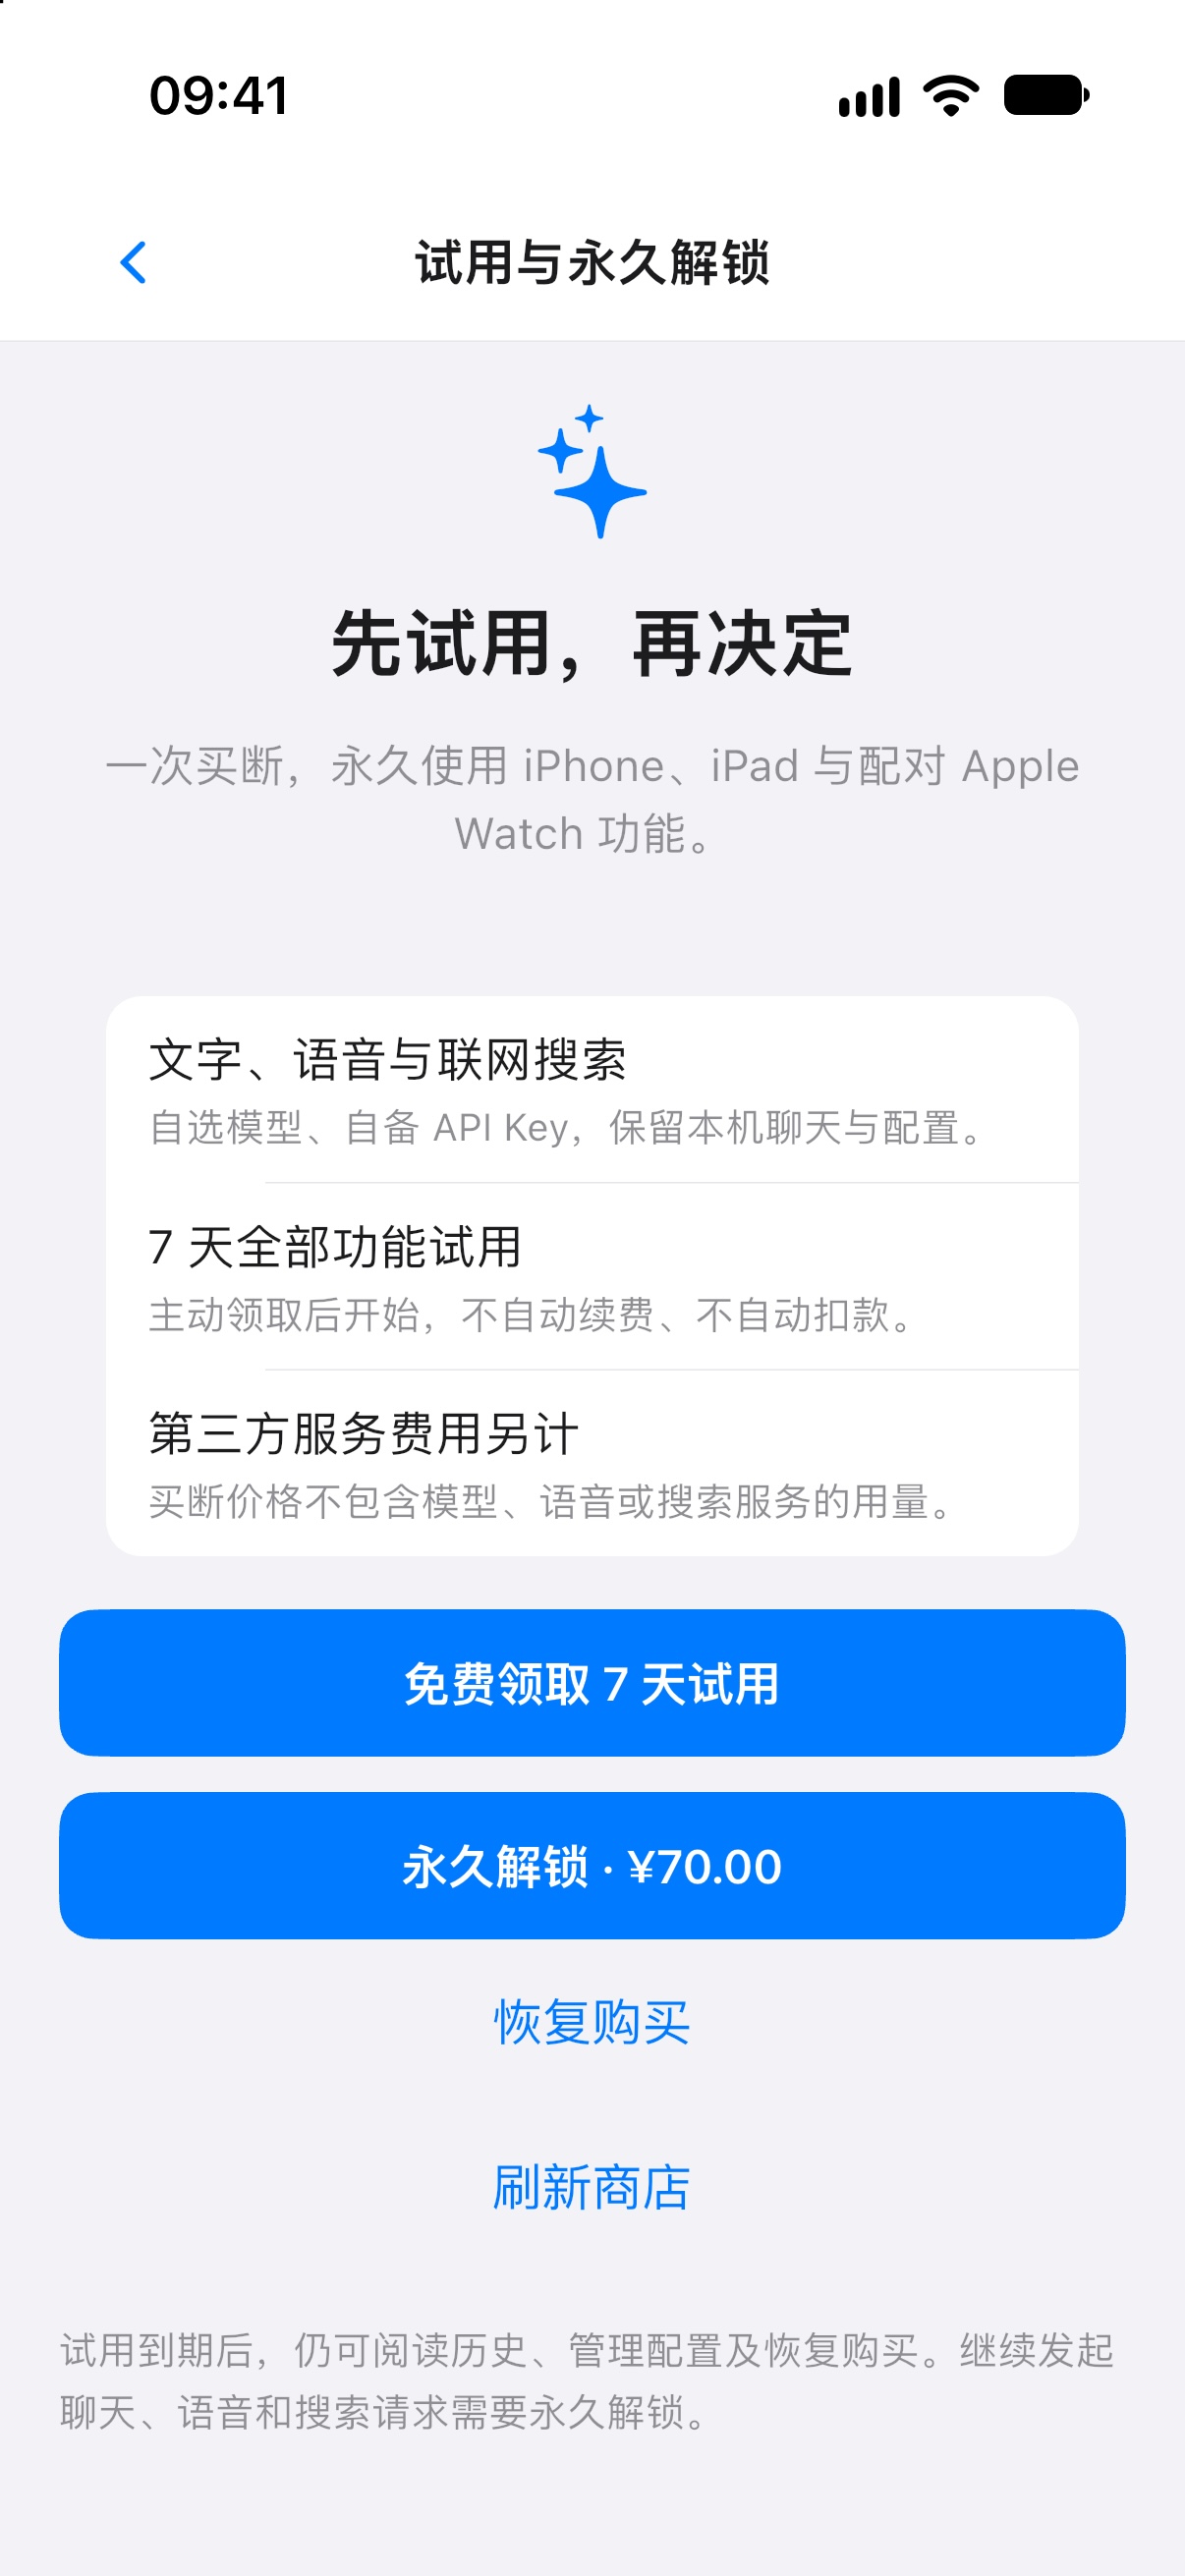 09:41
试用与永久解锁
先试用，再决定
一次买断，永久使用 iPhone、iPad 与配对 Apple
Watch 功能。
文字、语音与联网搜索
自选模型、自备 API Key，保留本机聊天与配置。
7 天全部功能试用
主动领取后开始，不自动续费、不自动扣款。
第三方服务费用另计
买断价格不包含模型、语音或搜索服务的用量。
免费领取 7 天试用
永久解锁 · ¥70.00
恢复购买
刷新商店
试用到期后，仍可阅读历史、管理配置及恢复购买。继续发起
聊天、语音和搜索请求需要永久解锁。